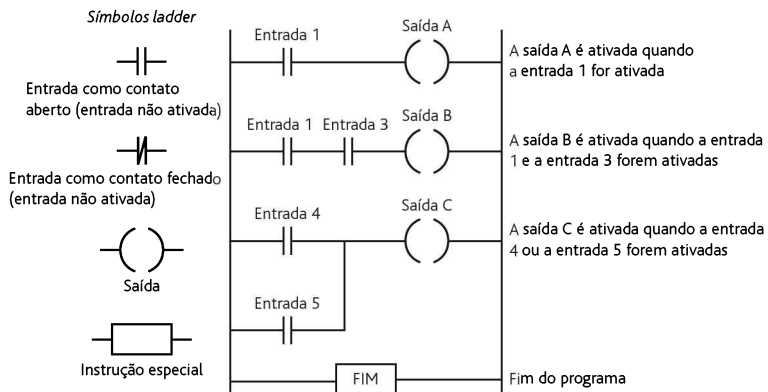 Símbolos ladder
Entrada como contato
aberto (entrada não ativada)
Entrada como contato fechado
(entrada não ativada)
Saída
Instrução especial
Entrada 1
Saída A
A saída A é ativada quando
a entrada 1 for ativada
Entrada 1
Entrada 3
Saída B
A saída B é ativada quando a entrada
1 e a entrada 3 forem ativadas
Entrada 4
Saída C
A saída C é ativada quando a entrada
4 ou a entrada 5 forem ativadas
Entrada 5
FIM
Fim do programa